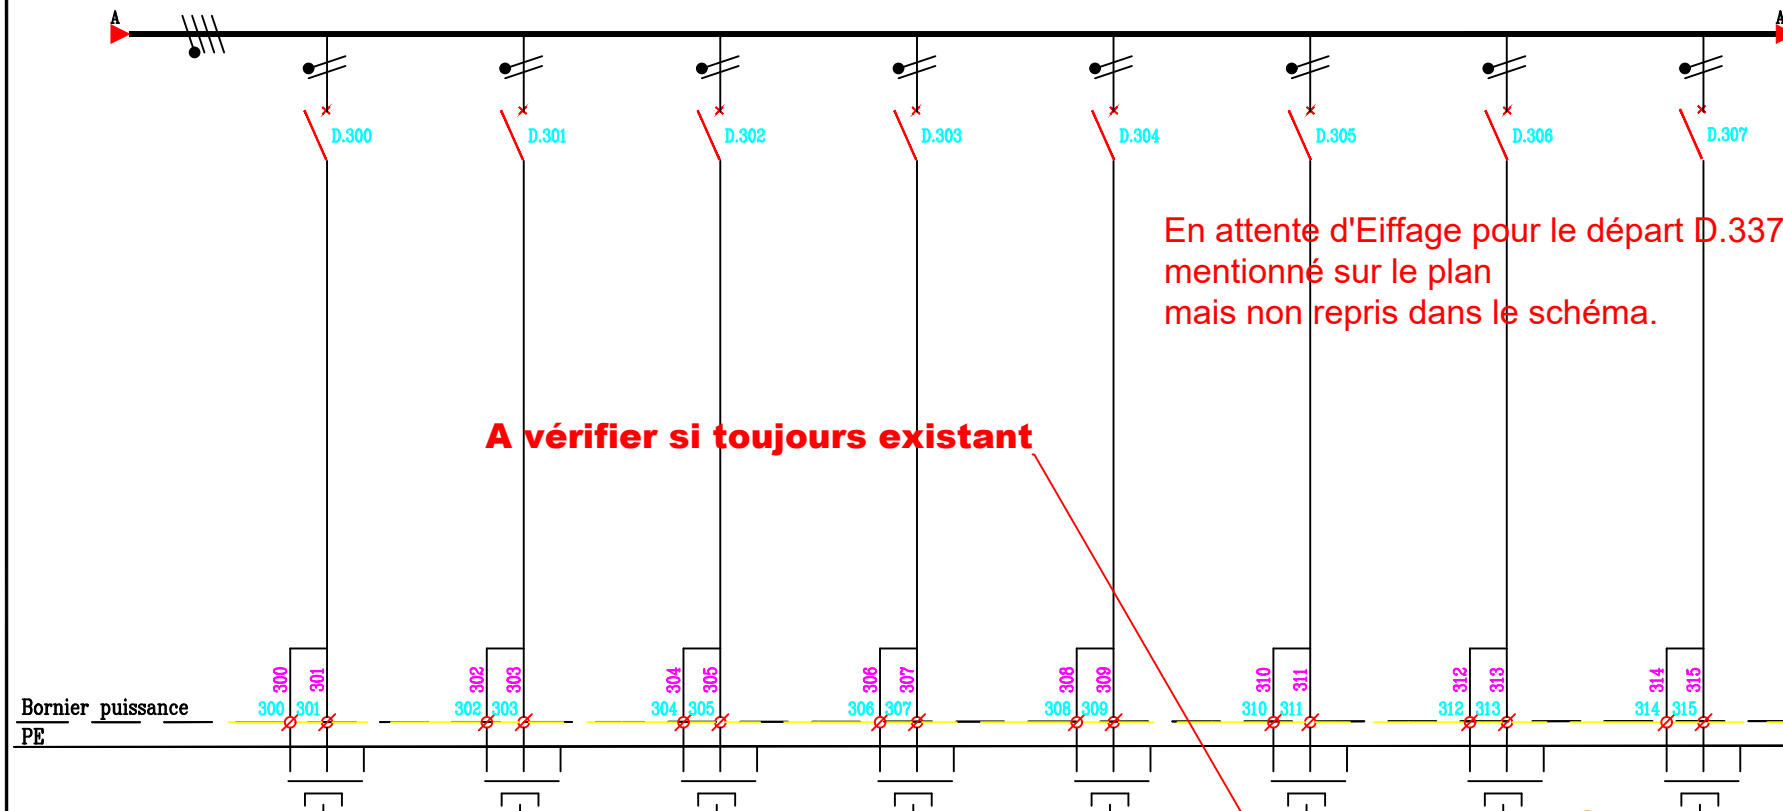 A A
D.300 D.301 D.302 D.303 D.304 D.305 D.306 D.307
En attente d'Eiffage pour le départ D.337
mentionné sur le plan
mais non repris dans le schéma.
A vérifier si toujours existant
300 301 302 303 304 305 306 307 308 309 310 311 312 313 314 315
Bornier puissance 300 301 302 303 304 305 306 307 308 309 310 311 312 313 314 315
PE